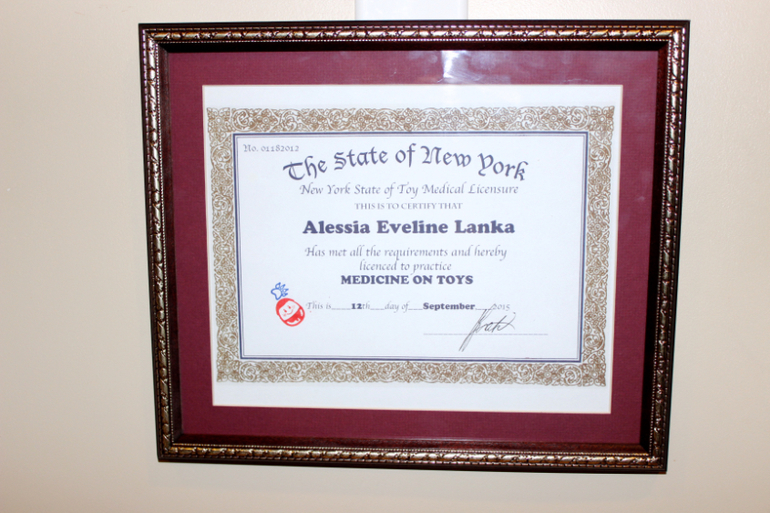 No. 01182012
The State of New York
New York State of Toy Medical Licensure
THIS IS TO CERTIFY THAT
Alessia Eveline Lanka
Has met all the requirements and hereby
licenced to practice
MEDICINE ON TOYS
This is 12th day of September 2015